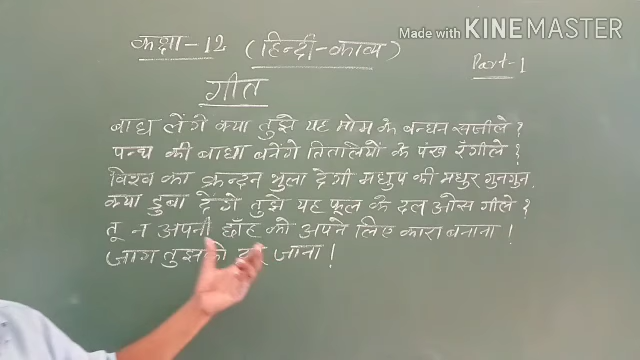 Made with KINEMASTER
कक्षा-12 (हिन्दी-काव्य)
Part-1
गीत
बाध लेंगे क्या तुझे यह मोम के बन्धन सजीले?
पन्थ की बाधा बनेंगे तितलियों के पंख रँगीले?
विश्व का क्रन्दन भुला देगी मधुप की मधुर गुनगुन,
क्या डुबा देंगे तुझे यह फूल के दल ओस गीले?
तू न अपनी छाँह को अपने लिए कारा बनाना!
जाग तुझको जाना!